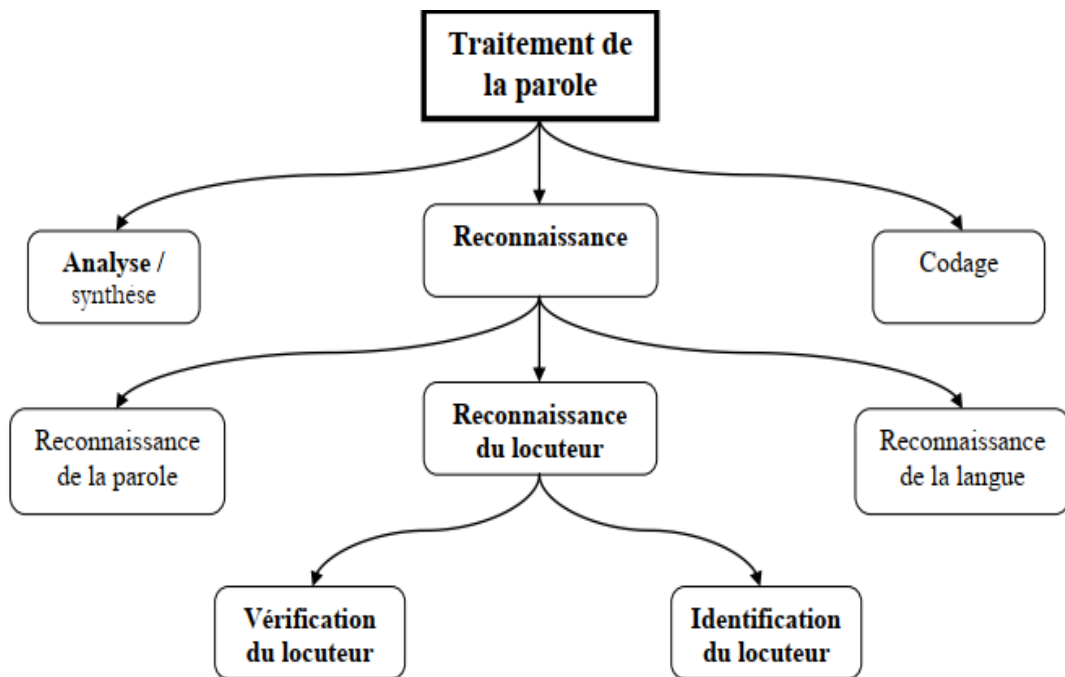 Traitement de
la parole
Analyse /
synthèse
Reconnaissance
Codage
Reconnaissance
de la parole
Reconnaissance
du locuteur
Reconnaissance
de la langue
Vérification
du locuteur
Identification
du locuteur